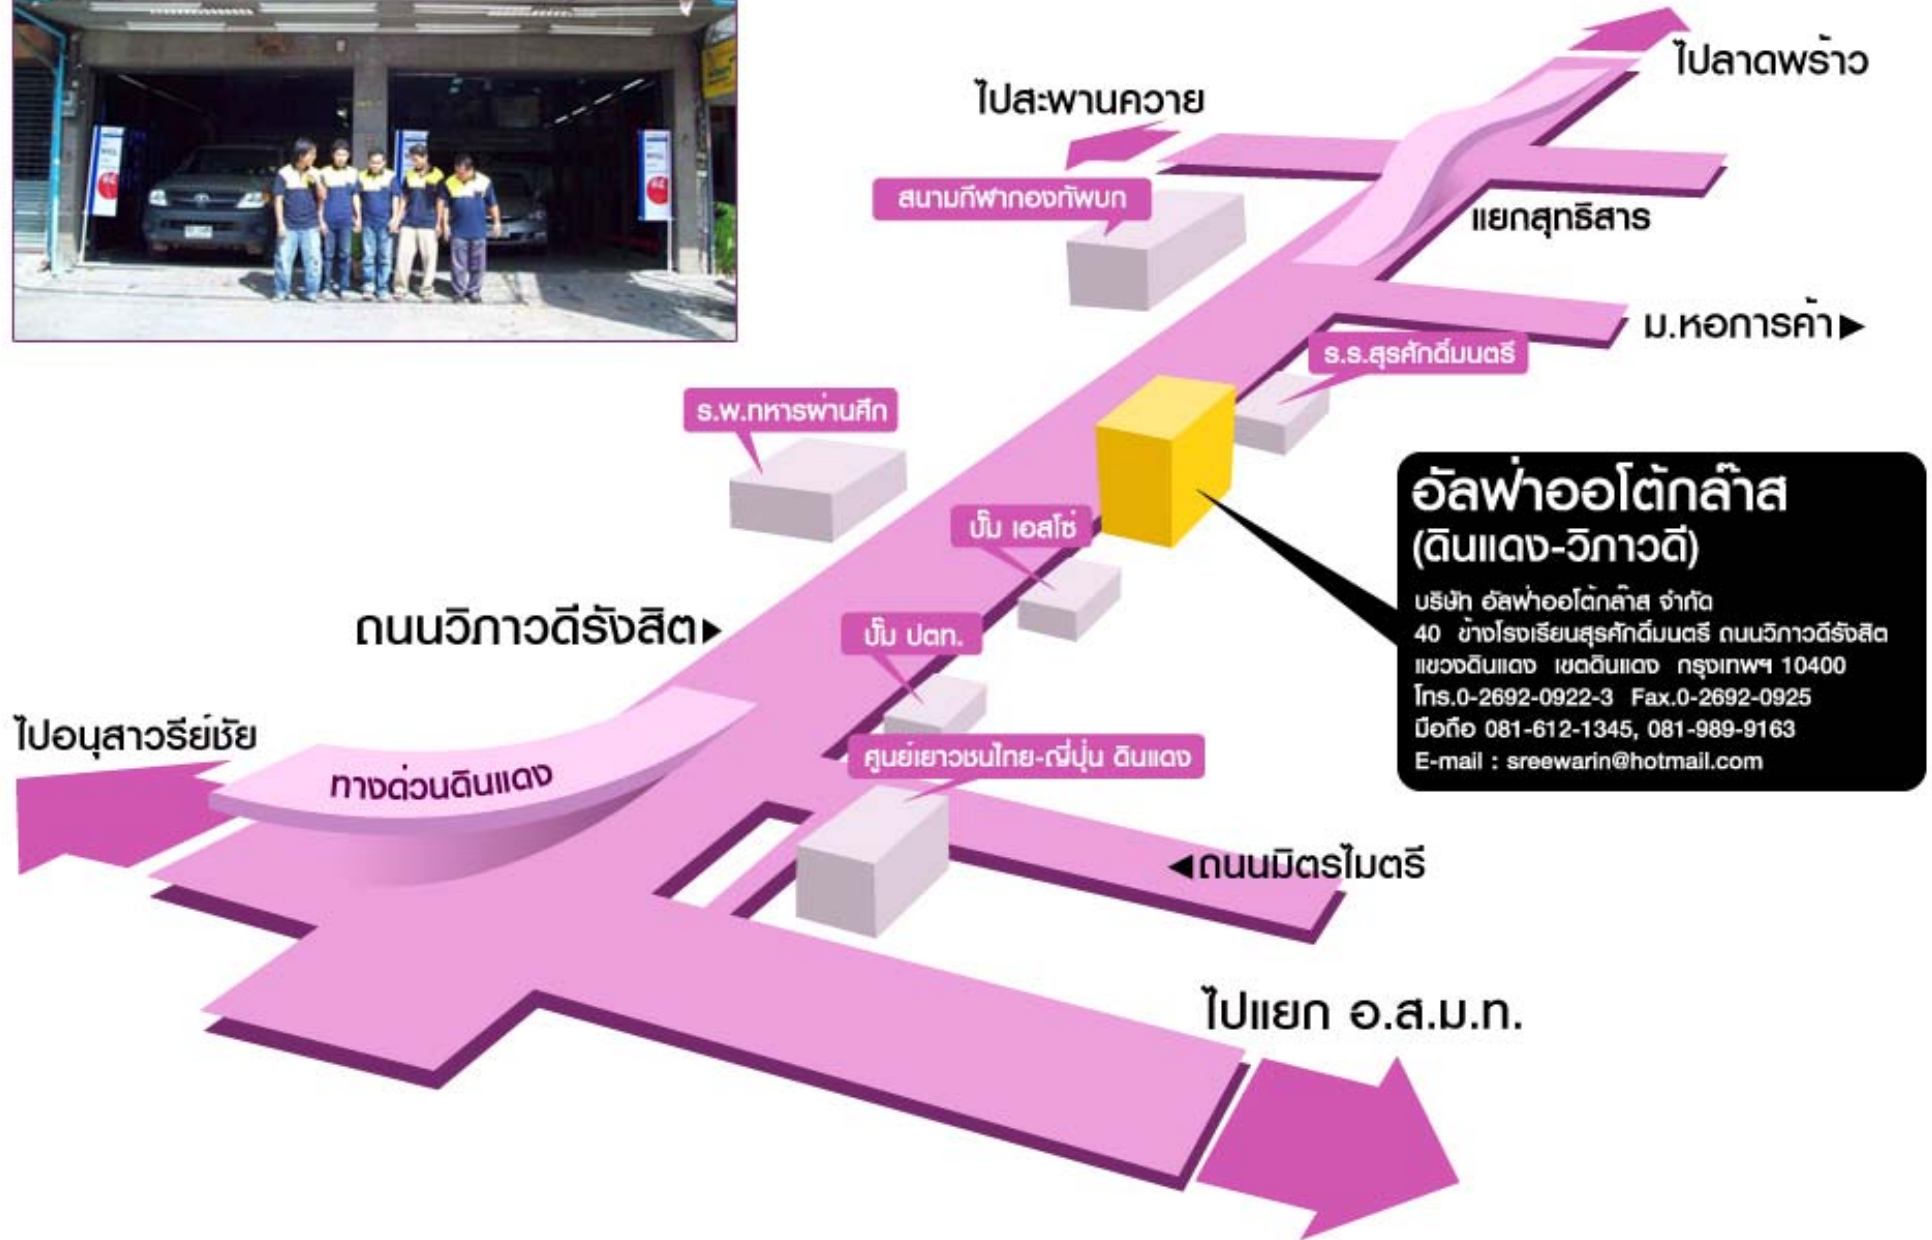 ไปลาดพร้าว
ไปสะพานควาย
สนามกีฬากองทัพบก
แยกสุทธิสาร
ม.หอการค้า▶
ร.ร.สุรศักดิ์มนตรี
ร.พ.ทหารผ่านศึก
อัลฟ่าออโต้กล๊าส
(ดินแดง-วิภาวดี)
บริษัท อัลฟ่าออโต้กล๊าส จำกัด
40 ข้างโรงเรียนสุรศักดิ์มนตรี ถนนวิภาวดีรังสิต
แขวงดินแดง เขตดินแดง กรุงเทพฯ 10400
โทร.0-2692-0922-3 Fax.0-2692-0925
มือถือ 081-612-1345, 081-989-9163
E-mail : sreewarin@hotmail.com
ปั๊ม เอสโซ่
ถนนวิภาวดีรังสิต▶
ปั๊ม ปตท.
ไปอนุสาวรีย์ชัย
ศูนย์เยาวชนไทย-ญี่ปุ่น ดินแดง
ทางด่วนดินแดง
◀ถนนมิตรไมตรี
ไปแยก อ.ส.ม.ท.